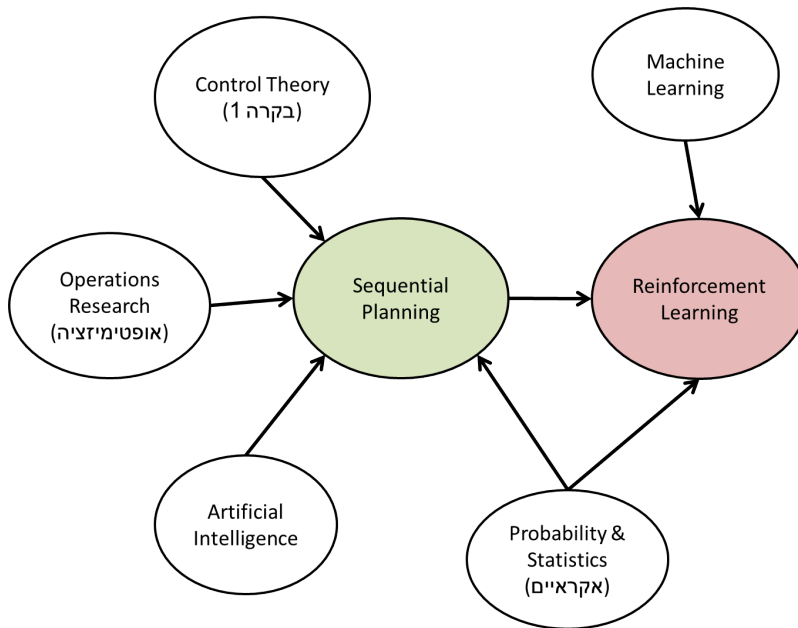 Control Theory
(בקרה 1)
Machine
Learning
Operations
Research
(אופטימיזציה)
Sequential
Planning
Reinforcement
Learning
Artificial
Intelligence
Probability &
Statistics
(אקראיים)